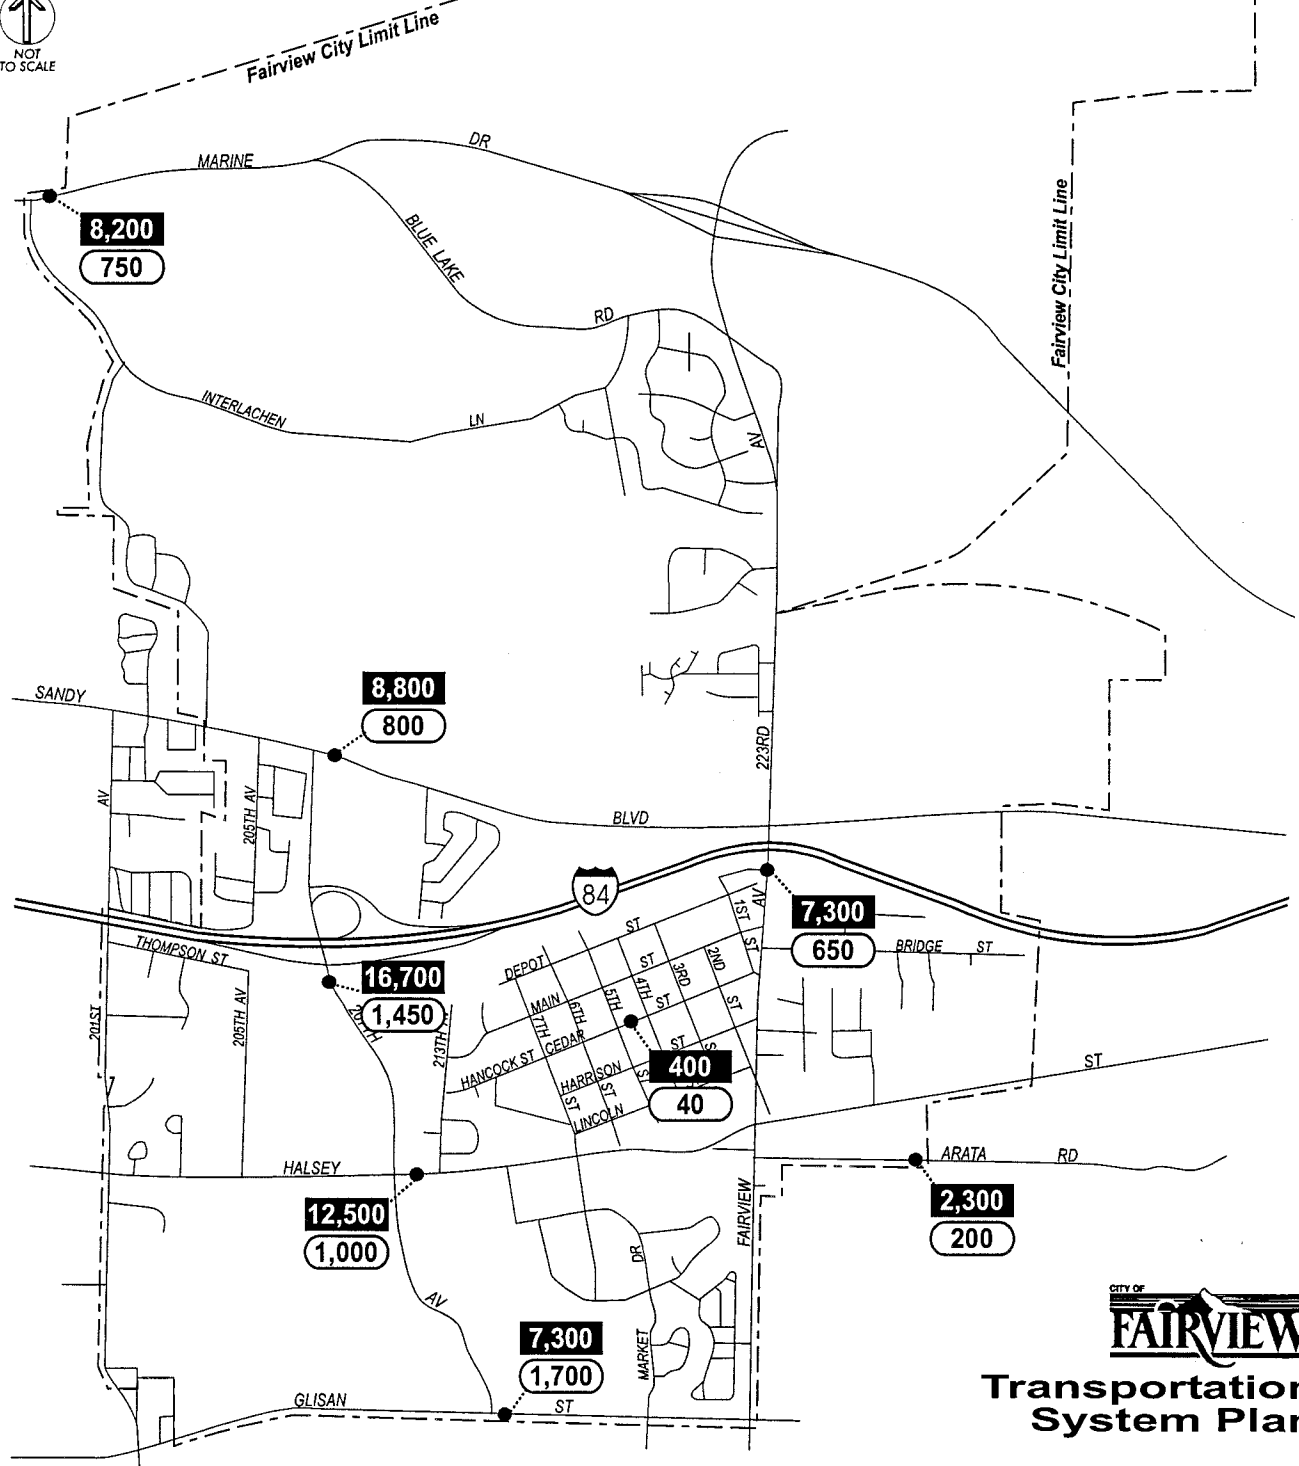 NOT
TO SCALE
Fairview City Limit Line
MARINE
DR
8,200
750
BLUE LAKE
RD
Fairview City Limit Line
INTERLACHEN
LN
AV
SANDY
8,800
800
223RD
AV
205TH AV
BLVD
84
1ST
AV
7,300
650
ST
BRIDGE ST
THOMPSON ST
DEPOT
ST
ST
2ND
3RD
4TH
5TH
6TH
7TH
MAIN
ST
ST
16,700
1,450
201ST
205TH AV
213TH
CEDAR
ST
HANCOCK ST
HARRISON
400
40
ST
ST
LINCOLN
ST
HALSEY
ARATA
RD
12,500
1,000
2,300
200
FAIRVIEW
DR
AV
7,300
1,700
MARKET
GLISAN
ST
CITY OF
FAIRVIEW
Transportation
System Plan